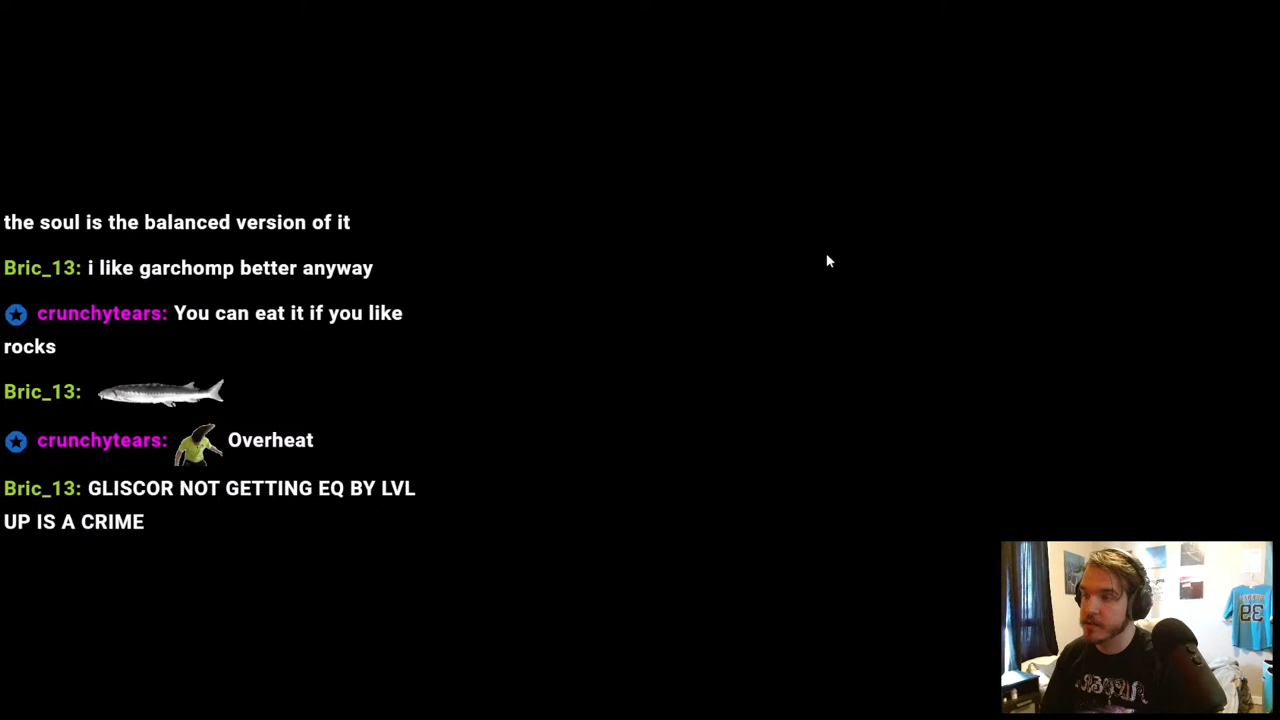 the soul is the balanced version of it
Bric_13: i like garchomp better anyway
crunchytears: You can eat it if you like
rocks
Bric_13:
crunchytears: Overheat
Bric_13: GLISCOR NOT GETTING EQ BY LVL
UP IS A CRIME